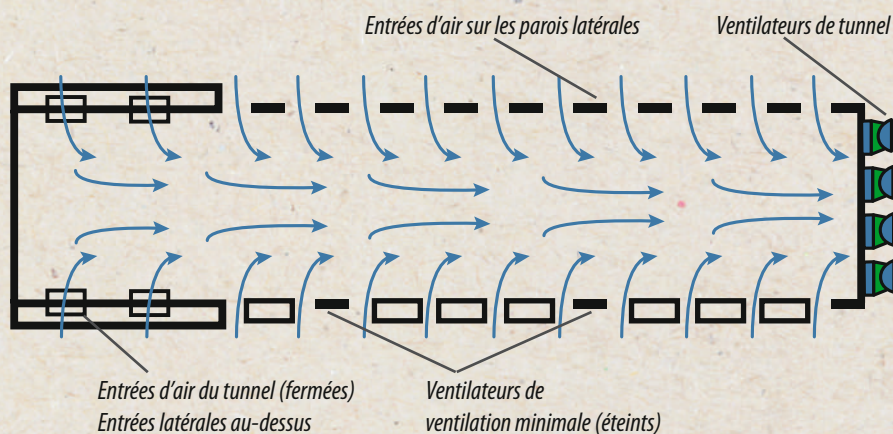 Entrées d'air sur les parois latérales
Ventilateurs de tunnel
Entrées d'air du tunnel (fermées)
Entrées latérales au-dessus
Ventilateurs de
ventilation minimale (éteints)